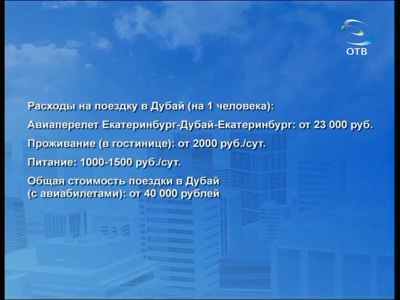 ОТВ
Расходы на поездку в Дубай (на 1 человека):
Авиаперелет Екатеринбург-Дубай-Екатеринбург: от 23 000 руб.
Проживание (в гостинице): от 2000 руб./сут.
Питание: 1000-1500 руб./сут.
Общая стоимость поездки в Дубай
(с авиабилетами): от 40 000 рублей